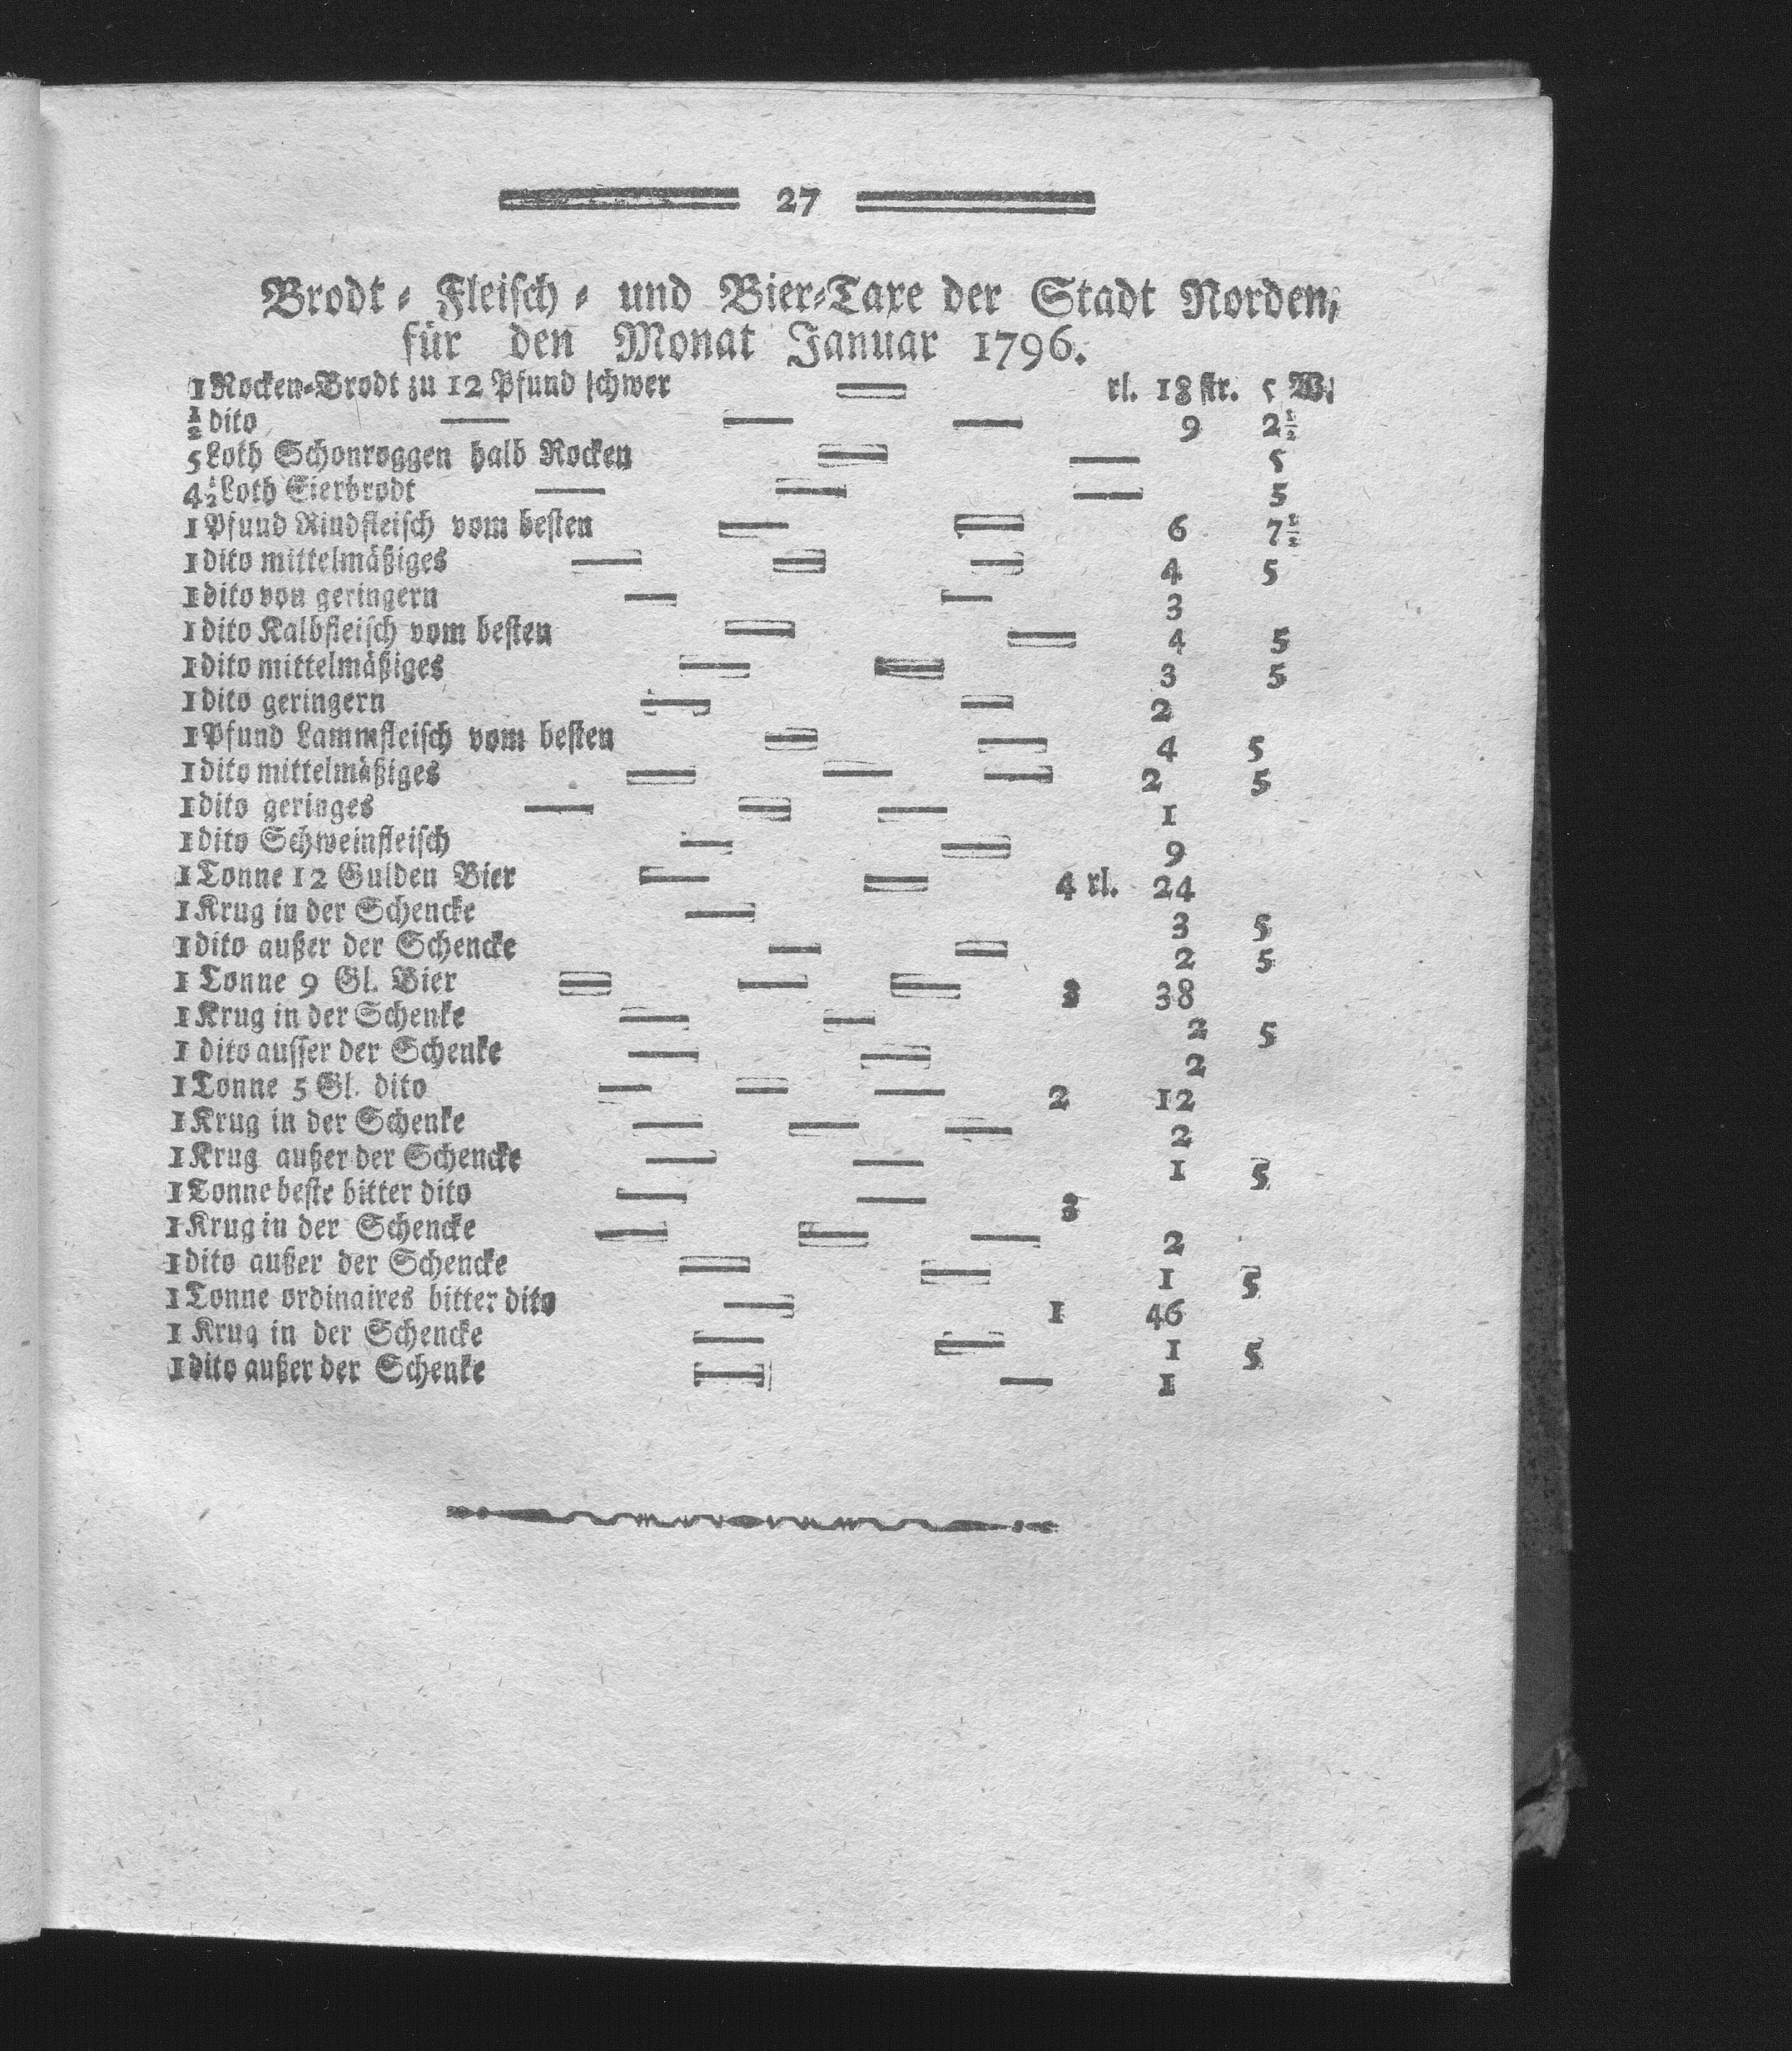 27
Brodt- Fleisch- und Bier-Taxe der Stadt Norden,
für den Monat Januar 1796.
1 Rocken-Brodt zu 12 Pfund schwer — rl. 18 str. 5 W.
½ dito — — — 9 2½
5 Loth Schonroggen halb Rocken — — 5
4½ Loth Eierbrodt — — — 5
1 Pfund Rindfleisch vom besten — — 6 7½
1 dito mittelmäßiges — — — 4 5
1 dito von geringern — — 3
1 dito Kalbfleisch vom besten — — 4 5
1 dito mittelmäßiges — — 3 5
1 dito geringern — — 2
1 Pfund Lammfleisch vom besten — — 4 5
1 dito mittelmäßiges — — — 2 5
1 dito geringes — — — 1
1 dito Schweinfleisch — — 9
1 Tonne 12 Gulden Bier — — 4 rl. 24
1 Krug in der Schencke — 3 5
1 dito außer der Schencke — — 2 5
1 Tonne 9 Gl. Bier — — — 3 38
1 Krug in der Schenke — — 2 5
1 dito ausser der Schenke — — 2
1 Tonne 5 Gl. dito — — — 2 12
1 Krug in der Schenke — — — 2
1 Krug außer der Schencke — — 1 5
1 Tonne beste bitter dito — — 3
1 Krug in der Schencke — — — 2
1 dito außer der Schencke — — 1 5
1 Tonne ordinaires bitter dito — 1 46
1 Krug in der Schencke — — 1 5
1 dito außer der Schenke — — 1